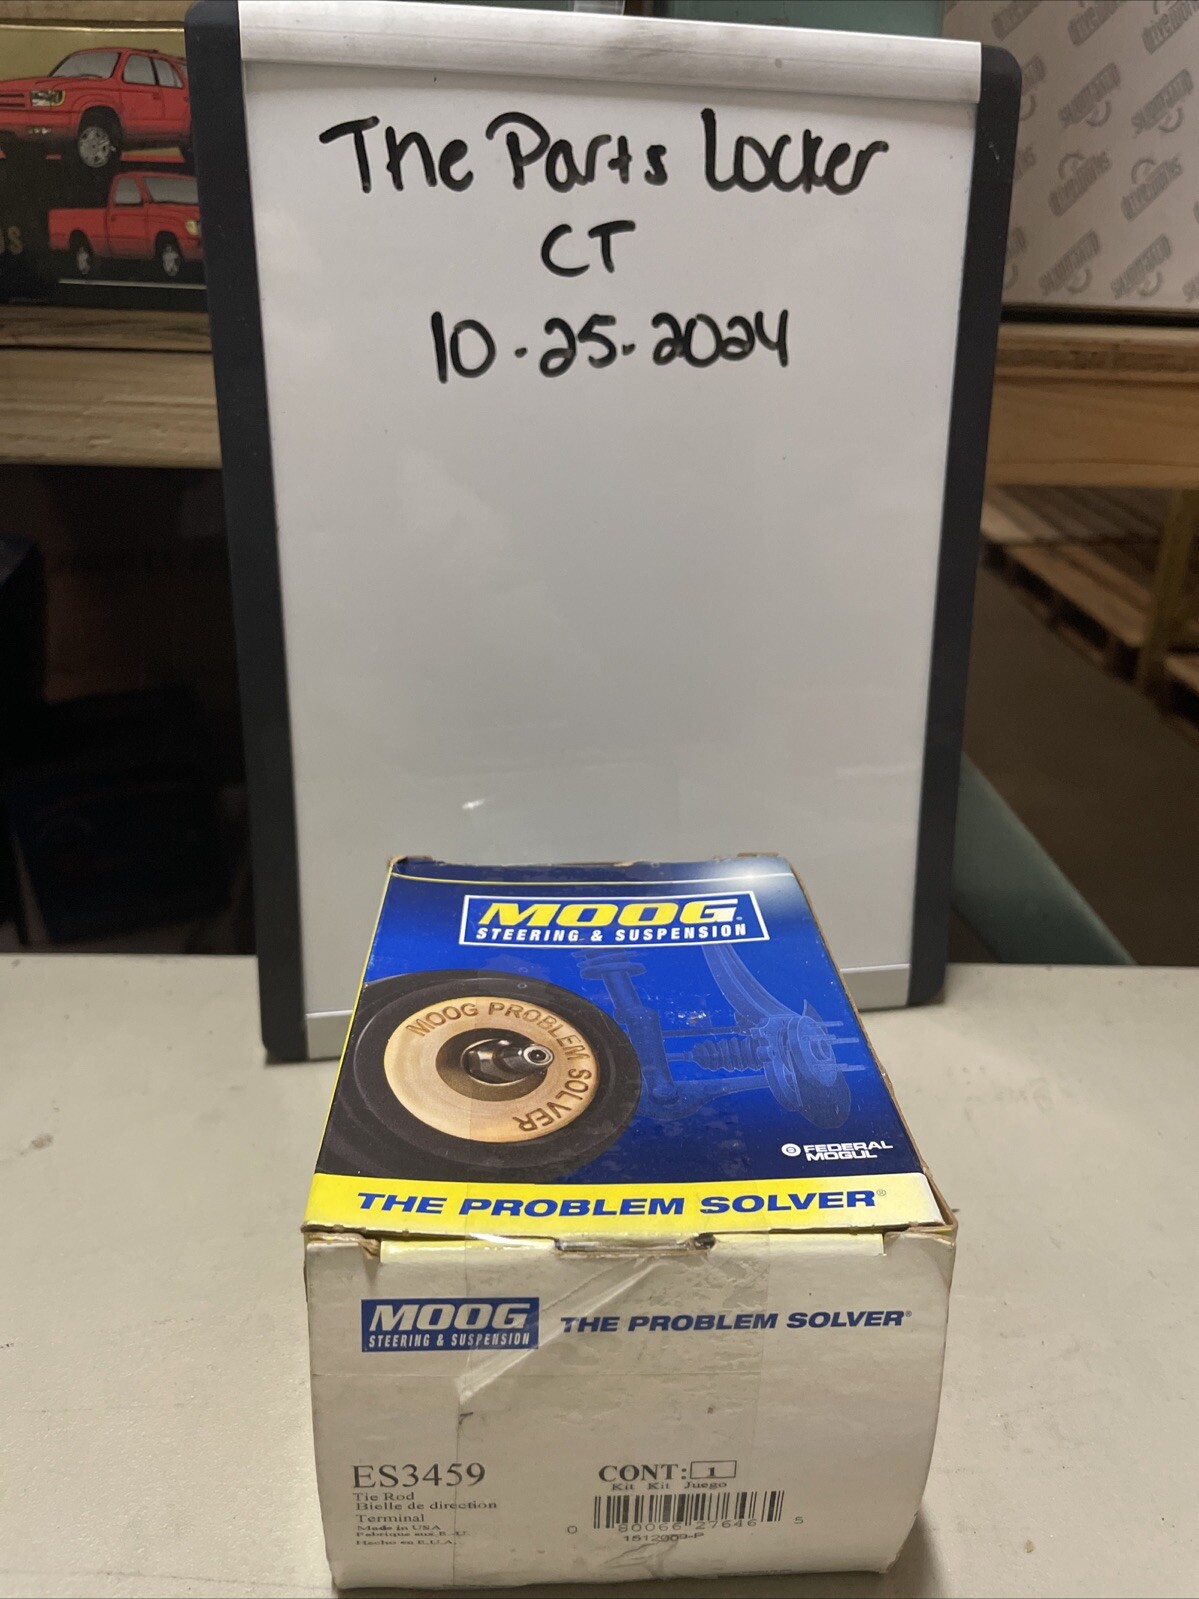 The Parts Locker
CT
10-25-2024
MOOG
STEERING & SUSPENSION
MOOG PROBLEM SOLVER
FEDERAL
MOGUL
THE PROBLEM SOLVER®
MOOG
STEERING & SUSPENSION
THE PROBLEM SOLVER®
ES3459
Tie Rod
Bielle de direction
Terminal
Made in USA
Fabrique aux E.-U.
Hecho en E.U.A.
CONT: 1
Kit Kit Juego
0 80066 27646 5